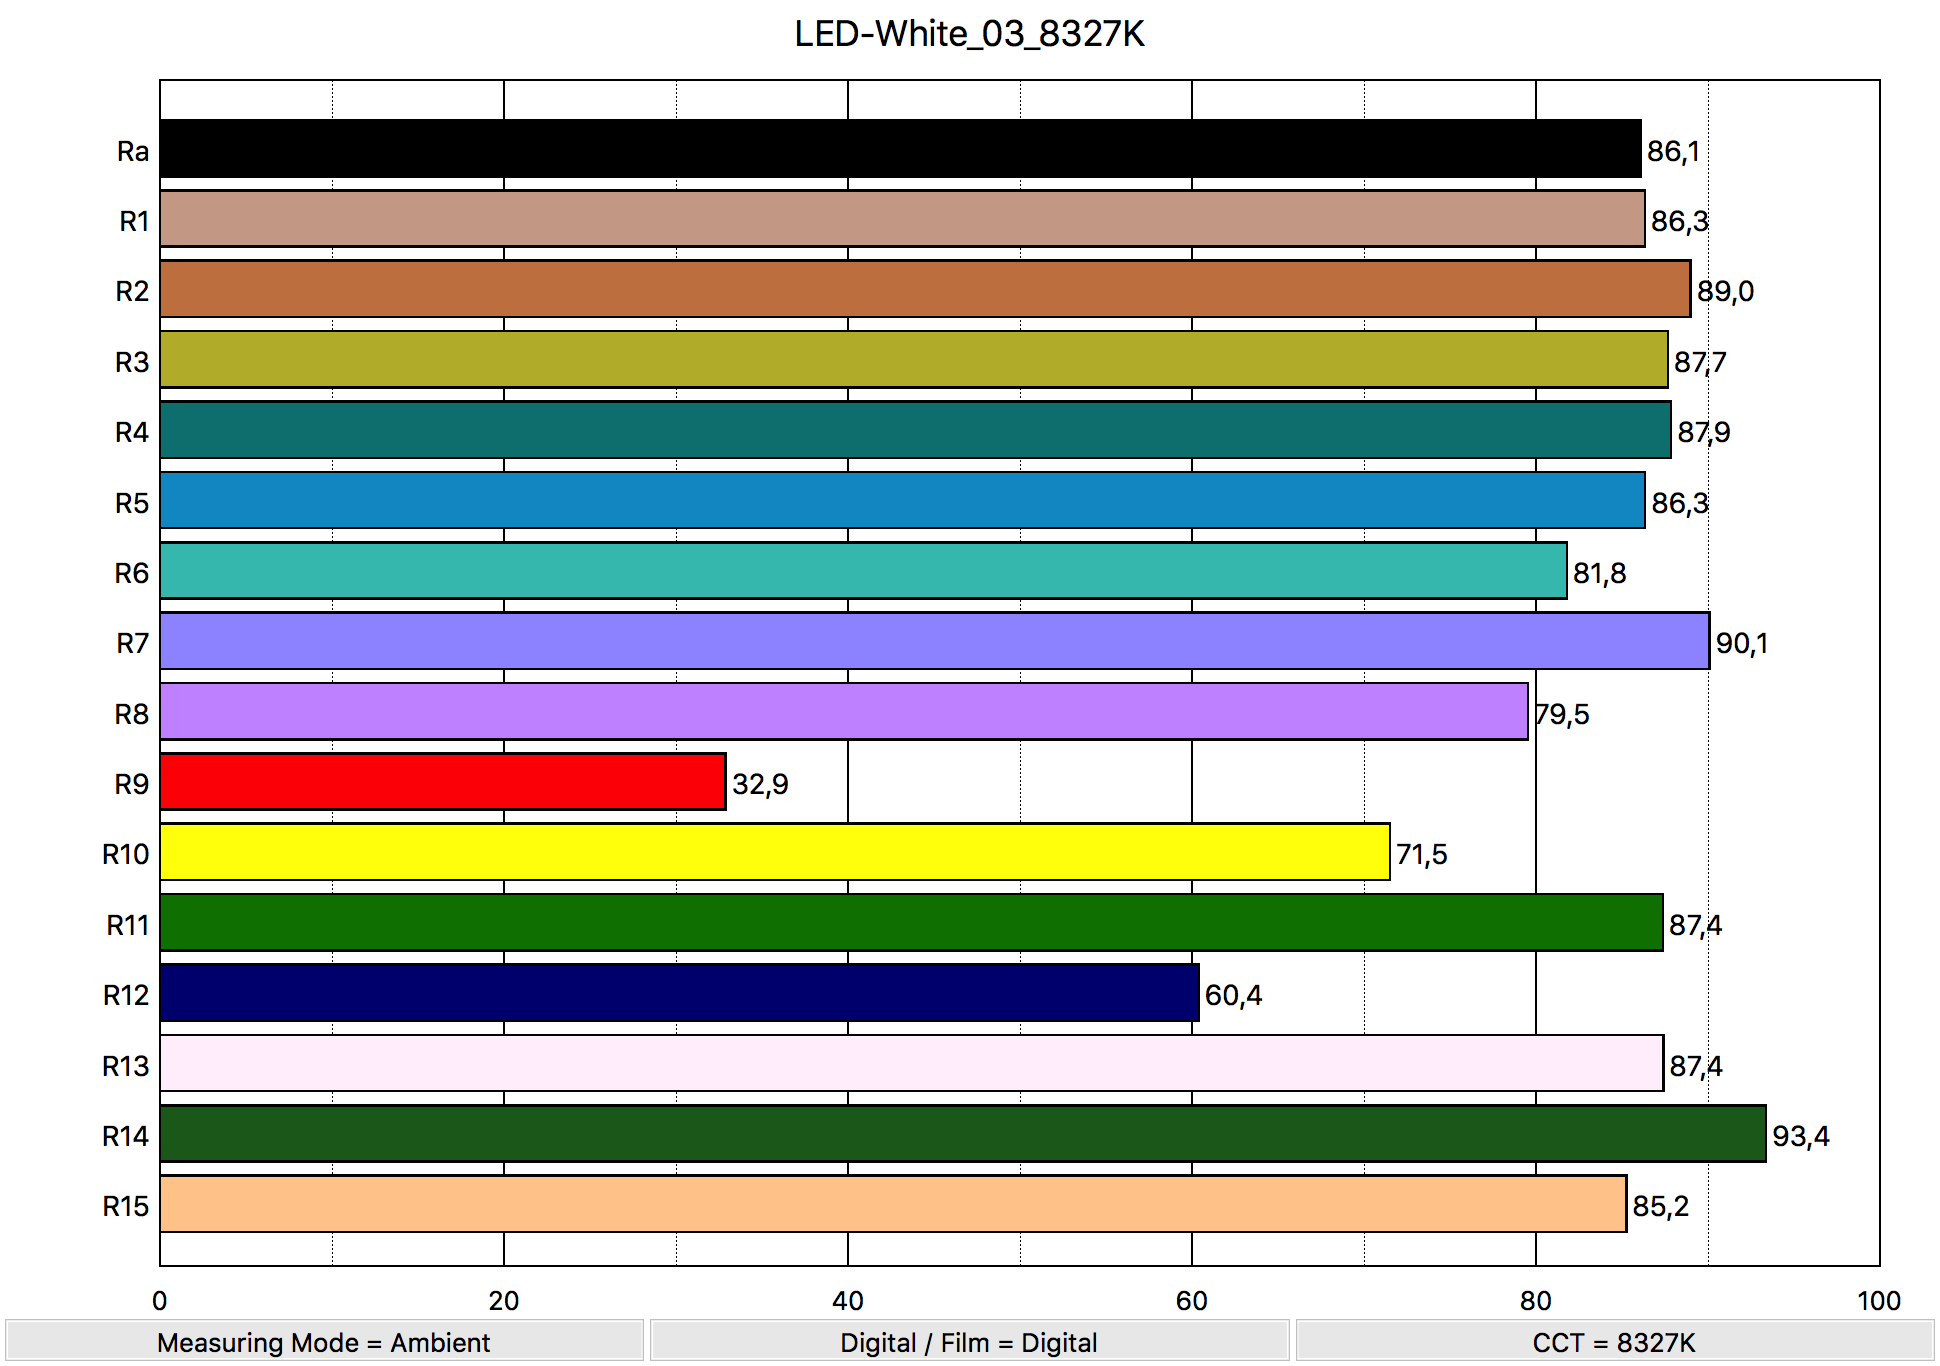 LED-White_03_8327K
Ra 86,1
R1 86,3
R2 89,0
R3 87,7
R4 87,9
R5 86,3
R6 81,8
R7 90,1
R8 79,5
R9 32,9
R10 71,5
R11 87,4
R12 60,4
R13 87,4
R14 93,4
R15 85,2
0 20 40 60 80 100
Measuring Mode = Ambient Digital / Film = Digital CCT = 8327K